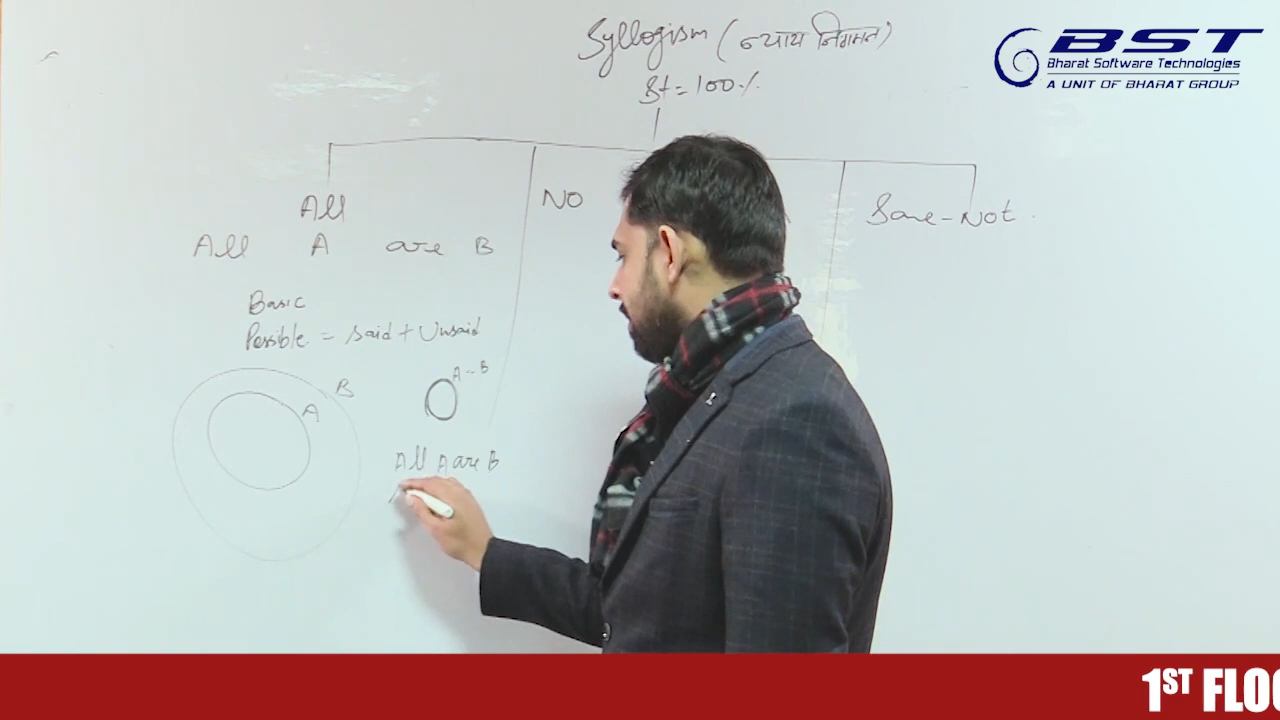 Syllogism (न्याय निगमन)
St = 100%
All
NO
Some-Not
All A are B
Basic
Possible = Said + Unsaid
B
A
A-B
All A are B
BST
Bharat Software Technologies
A UNIT OF BHARAT GROUP
1ST FLOO